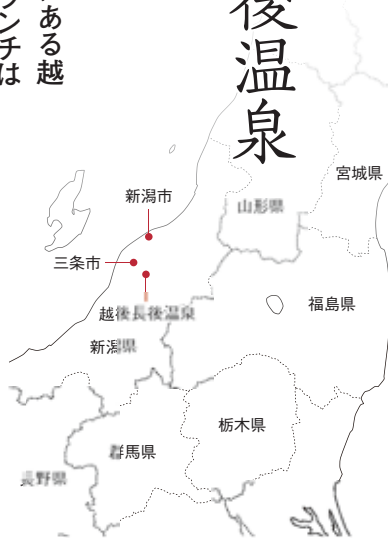 後温泉
ある越
ランチは
宮城県
新潟市
山形県
三条市
福島県
越後長後温泉
新潟県
栃木県
群馬県
長野県